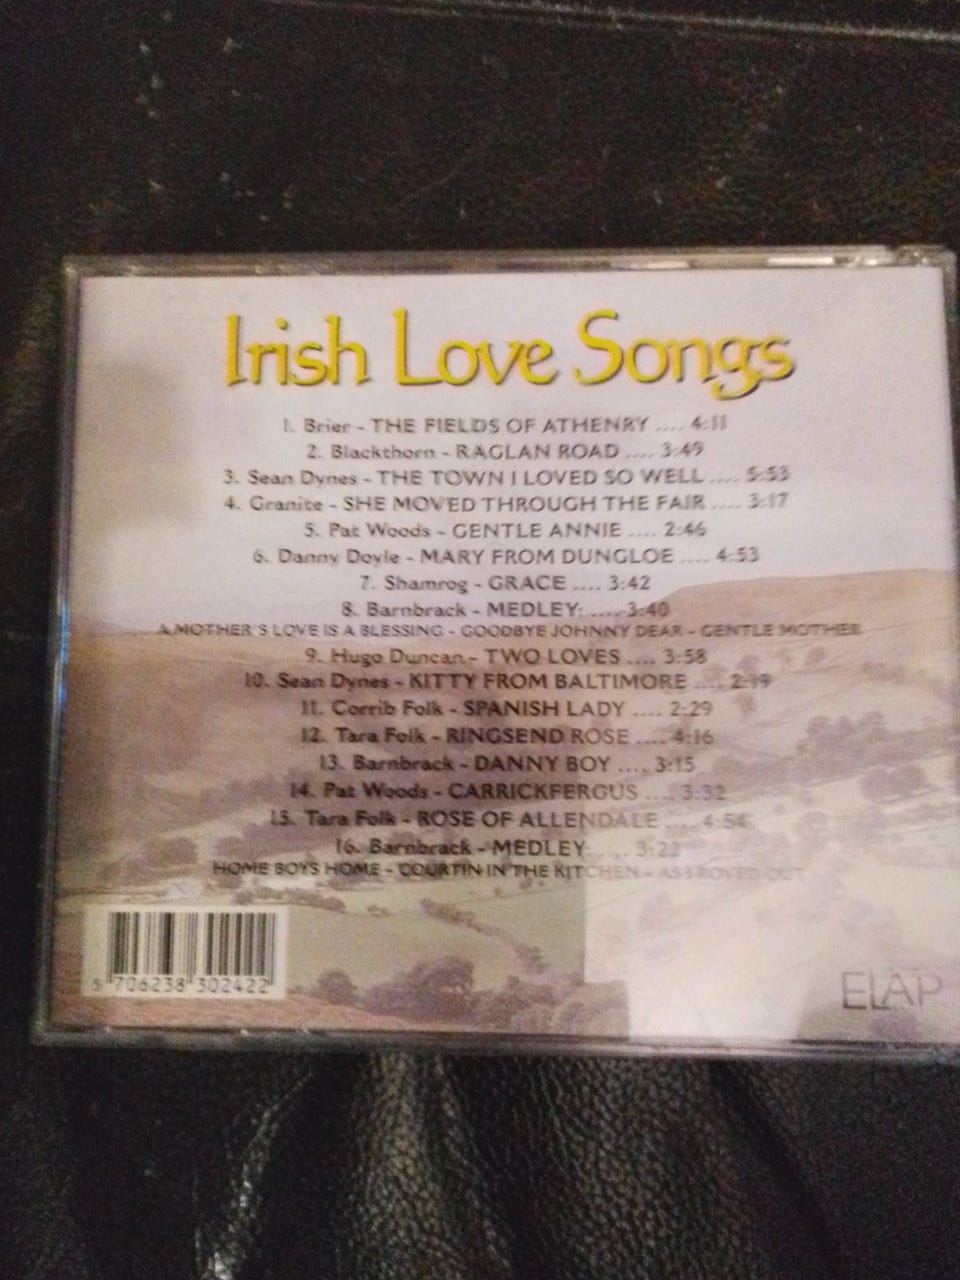 Irish Love Songs
1. Brier - THE FIELDS OF ATHENRY .... 4:11
2. Blackthorn - RAGLAN ROAD .... 3:49
3. Sean Dynes - THE TOWN I LOVED SO WELL .... 5:53
4. Granite - SHE MOVED THROUGH THE FAIR .... 3:17
5. Pat Woods - GENTLE ANNIE .... 2:46
6. Danny Doyle - MARY FROM DUNGLOE .... 4:53
7. Shamrog - GRACE .... 3:42
8. Barnbrack - MEDLEY: .... 3:40
A MOTHER'S LOVE IS A BLESSING - GOODBYE JOHNNY DEAR - GENTLE MOTHER
9. Hugo Duncan - TWO LOVES .... 3:58
10. Sean Dynes - KITTY FROM BALTIMORE .... 2:19
11. Corrib Folk - SPANISH LADY .... 2:29
12. Tara Folk - RINGSEND ROSE .... 4:16
13. Barnbrack - DANNY BOY .... 3:15
14. Pat Woods - CARRICKFERGUS .... 3:32
15. Tara Folk - ROSE OF ALLENDALE .... 4:54
16. Barnbrack - MEDLEY: .... 3:22
HOME BOYS HOME - COURTIN IN THE KITCHEN - AS I ROVED OUT
5 706238 302422
ELAP